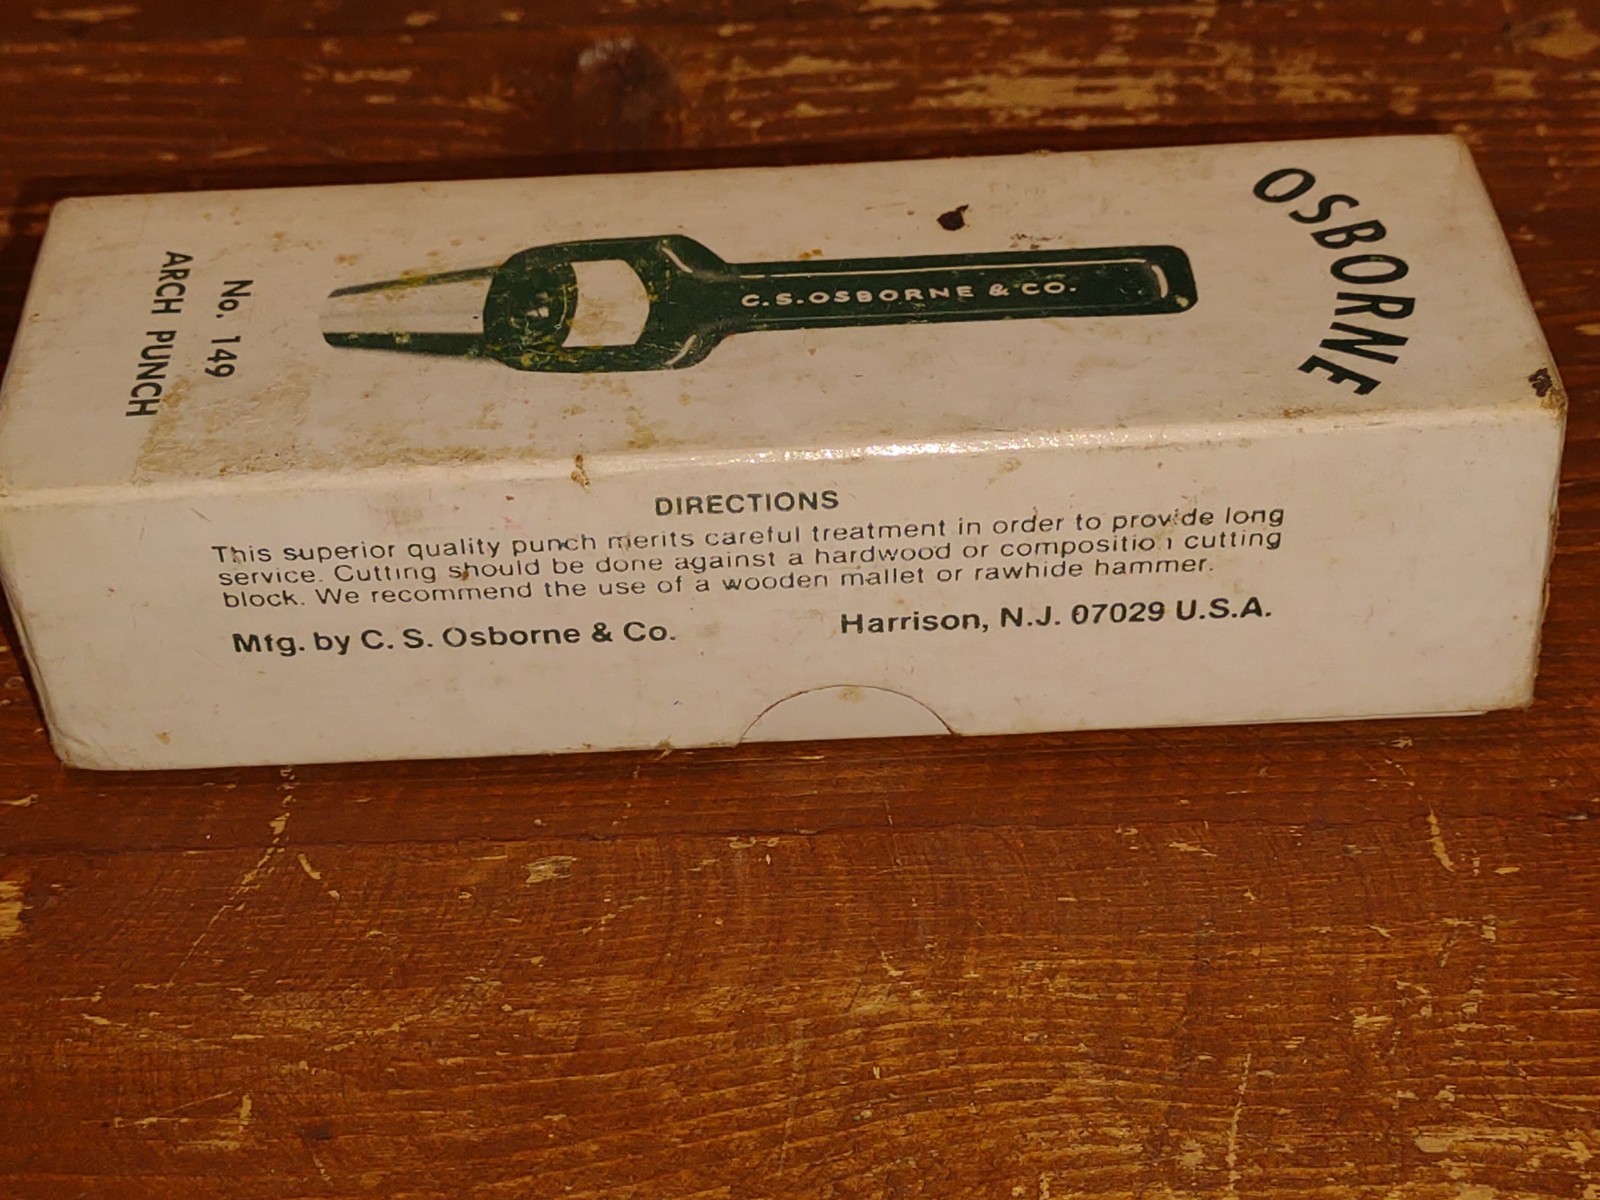 OSBORNE
C.S.OSBORNE & CO.
No. 149
ARCH PUNCH
DIRECTIONS
This superior quality punch merits careful treatment in order to provide long
service. Cutting should be done against a hardwood or composition cutting
block. We recommend the use of a wooden mallet or rawhide hammer.
Mfg. by C. S. Osborne & Co. Harrison, N.J. 07029 U.S.A.